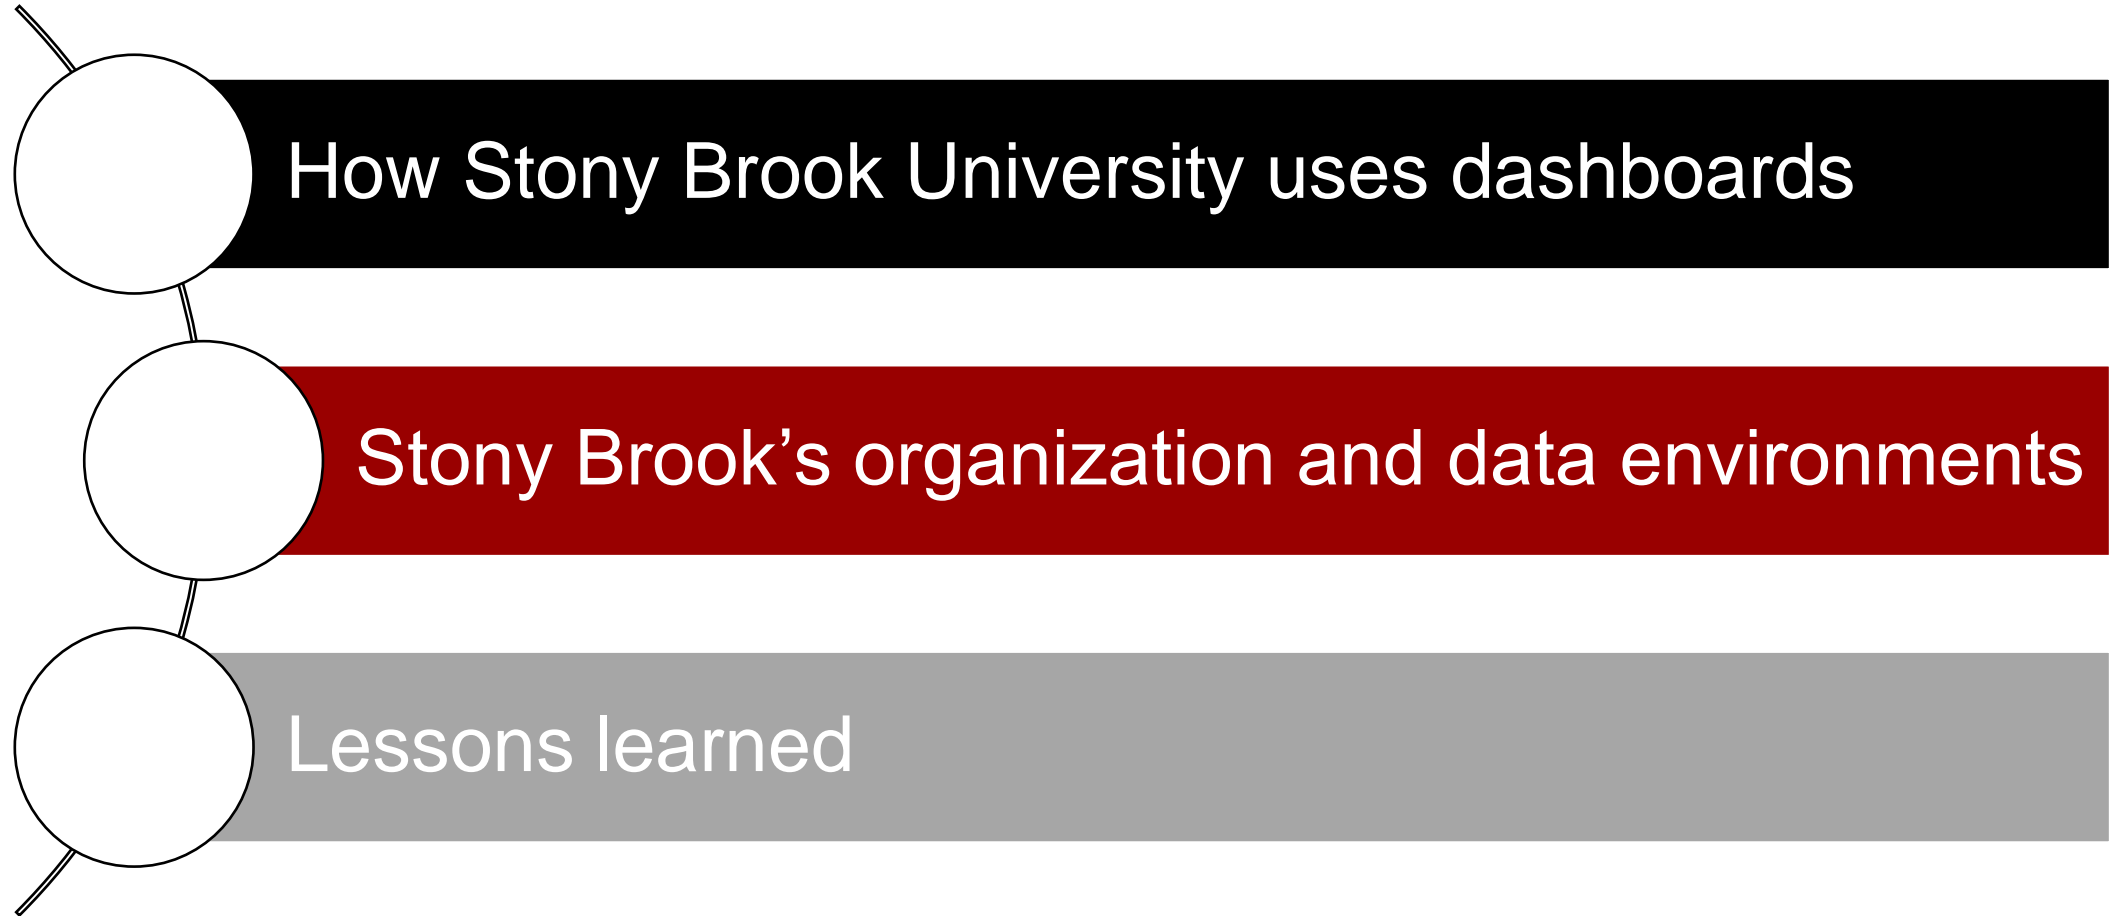 How Stony Brook University uses dashboards
Stony Brook’s organization and data environments
Lessons learned